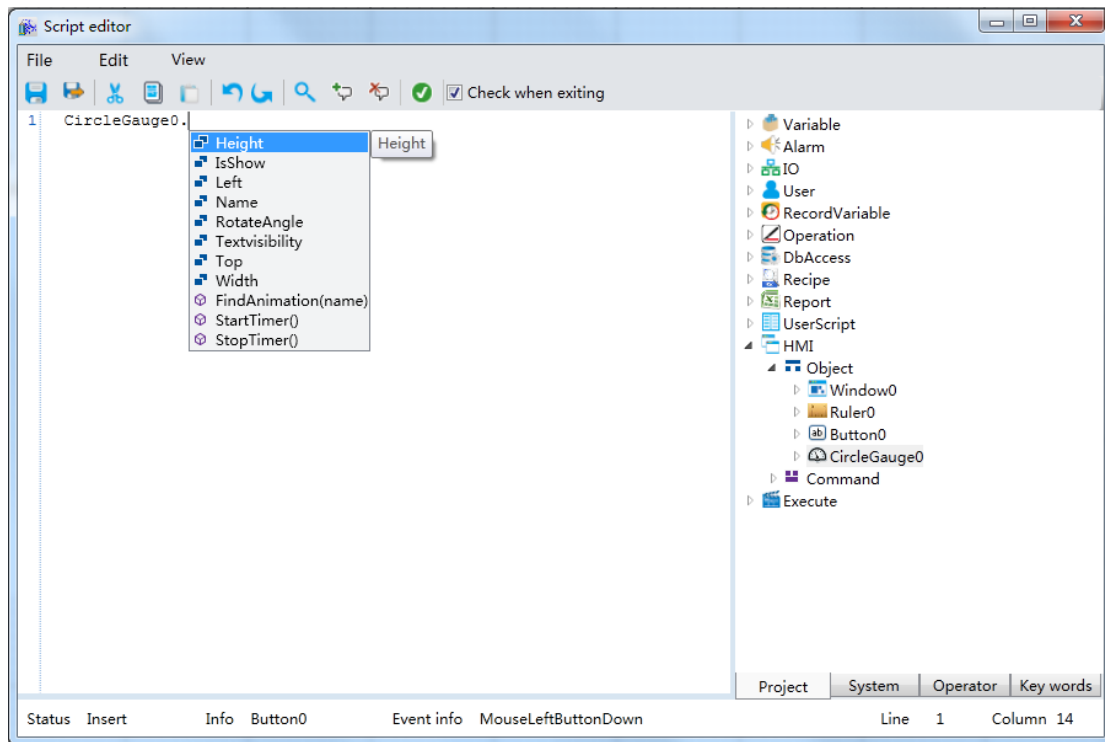 Script editor
File Edit View
Check when exiting
1 CircleGauge0.
Height Height
IsShow
Left
Name
RotateAngle
Textvisibility
Top
Width
FindAnimation(name)
StartTimer()
StopTimer()
Variable
Alarm
IO
User
RecordVariable
Operation
DbAccess
Recipe
Report
UserScript
HMI
Object
Window0
Ruler0
ab Button0
CircleGauge0
Command
Execute
Project System Operator Key words
Status Insert Info Button0 Event info MouseLeftButtonDown Line 1 Column 14